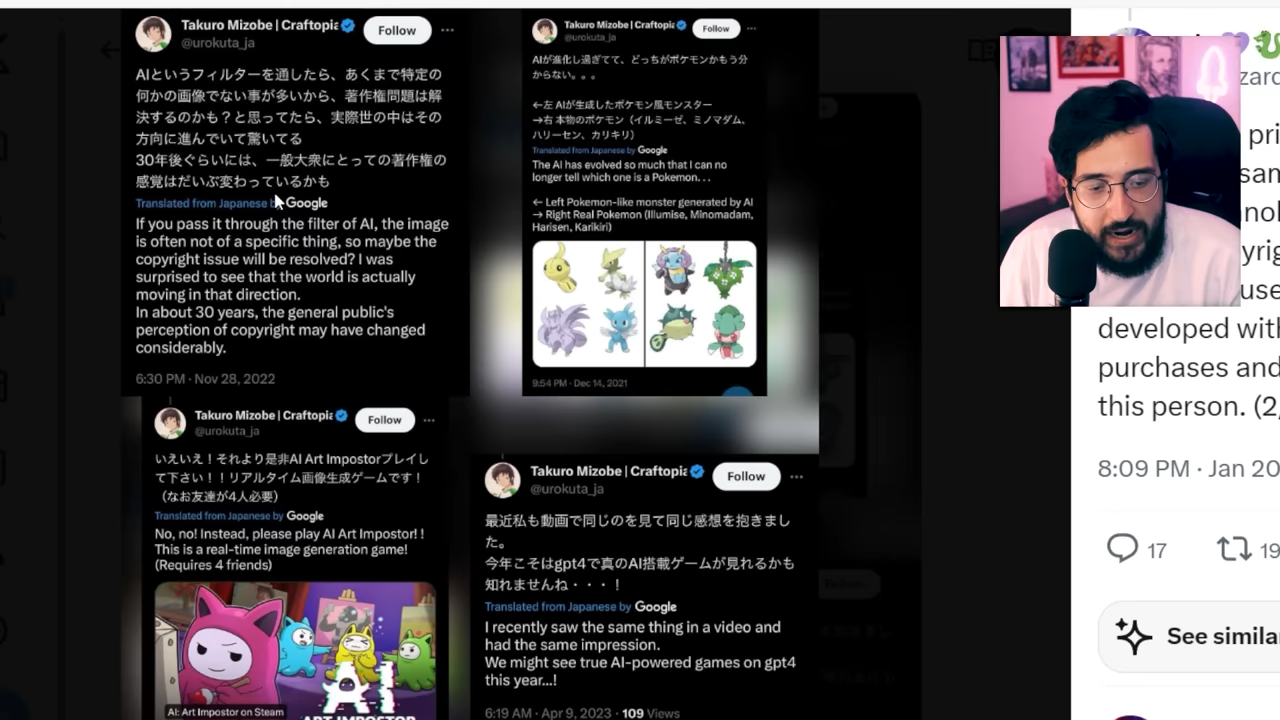 Takuro Mizobe | Craftopia
@urokuta_ja
Follow
AIというフィルターを通したら、あくまで特定の
何かの画像でない事が多いから、著作権問題は解
決するのかも？と思ってたら、実際世の中はその
方向に進んでいて驚いてる
30年後ぐらいには、一般大衆にとっての著作権の
感覚はだいぶ変わっているかも
Translated from Japanese by Google
If you pass it through the filter of AI, the image
is often not of a specific thing, so maybe the
copyright issue will be resolved? I was
surprised to see that the world is actually
moving in that direction.
In about 30 years, the general public's
perception of copyright may have changed
considerably.
6:30 PM · Nov 28, 2022
Takuro Mizobe | Craftopia
@urokuta_ja
Follow
AIが進化し過ぎてて、どっちがポケモンかもう分
からない。。。
←左 AIが生成したポケモン風モンスター
→右 本物のポケモン（イルミーゼ、ミノマダム、
ハリーセン、カリキリ）
Translated from Japanese by Google
The AI has evolved so much that I can no
longer tell which one is a Pokemon. . .
← Left Pokemon-like monster generated by AI
→ Right Real Pokemon (Illumise, Minomadam,
Harisen, Karikiri)
9:54 PM · Dec 14, 2021
Takuro Mizobe | Craftopia
@urokuta_ja
Follow
いえいえ！それより是非AI Art Impostorプレイし
て下さい！！リアルタイム画像生成ゲームです！
（なお友達が4人必要）
Translated from Japanese by Google
No, no! Instead, please play AI Art Impostor! !
This is a real-time image generation game!
(Requires 4 friends)
AI
ART IMPOSTOR
AI: Art Impostor on Steam
Takuro Mizobe | Craftopia
@urokuta_ja
Follow
最近私も動画で同じのを見て同じ感想を抱きまし
た。
今年こそはgpt4で真のAI搭載ゲームが見れるかも
知れませんね・・・！
Translated from Japanese by Google
I recently saw the same thing in a video and
had the same impression.
We might see true AI-powered games on gpt4
this year...!
6:19 AM · Apr 9, 2023 · 109 Views
zard
pri
developed with
purchases and
this person. (2/
8:09 PM · Jan 20
17
19
See simila